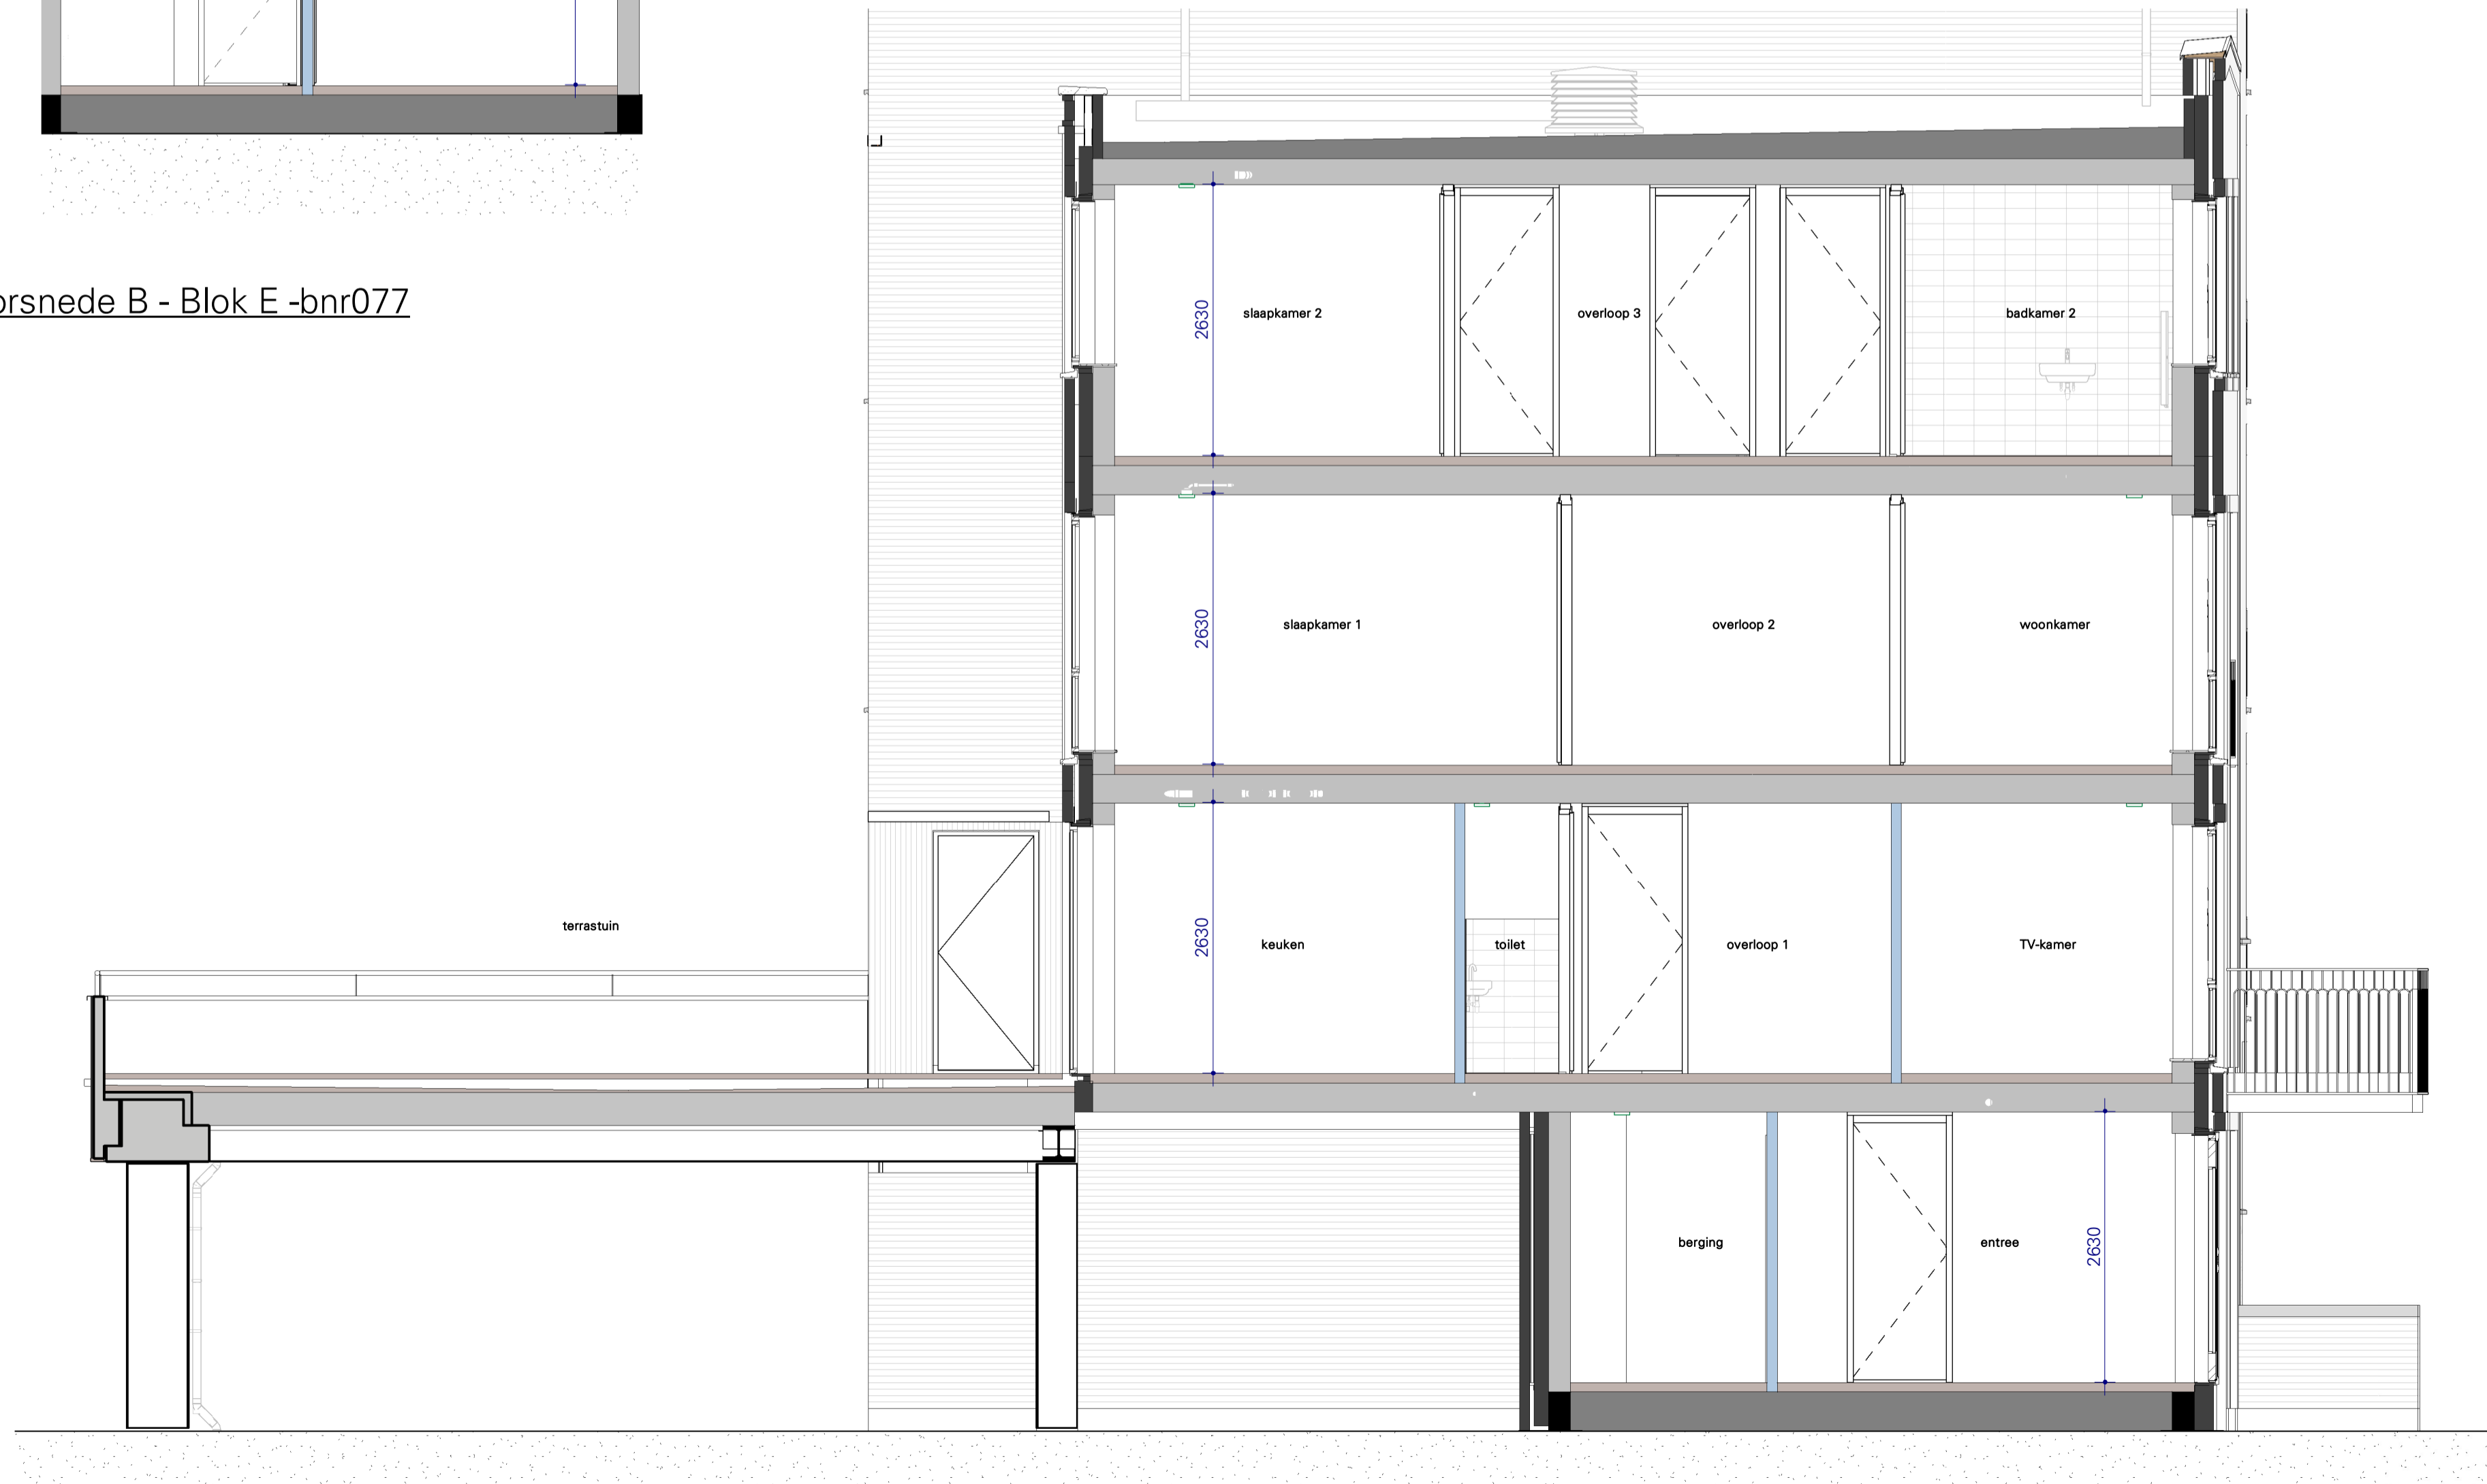 orsnede B - Blok E -bnr077
2630
slaapkamer 2
overloop 3
badkamer 2
2630
slaapkamer 1
overloop 2
woonkamer
terrastuin
2630
keuken
toilet
overloop 1
TV-kamer
berging
entree
2630